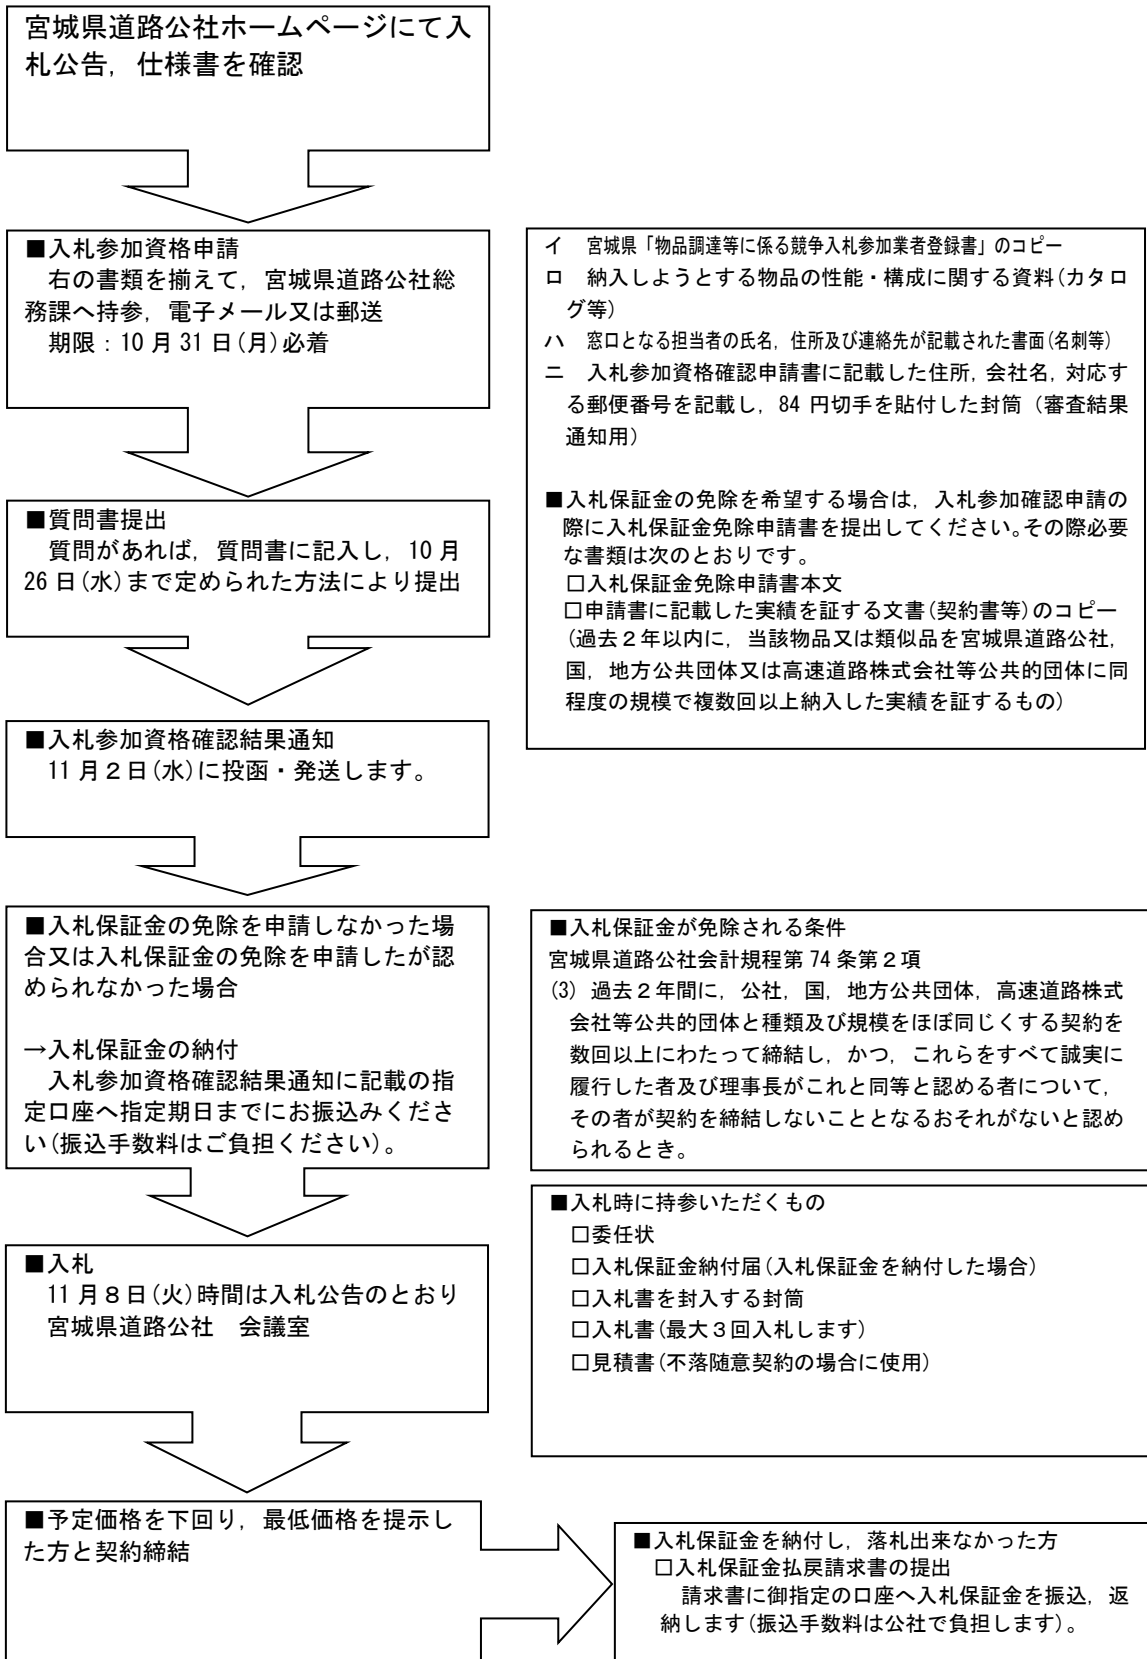 宮城県道路公社ホームページにて入
札公告，仕様書を確認
■入札参加資格申請
右の書類を揃えて，宮城県道路公社総
務課へ持参，電子メール又は郵送
期限：10月31日(月)必着
イ　宮城県「物品調達等に係る競争入札参加業者登録書」のコピー
ロ　納入しようとする物品の性能・構成に関する資料(カタロ
グ等)
ハ　窓口となる担当者の氏名，住所及び連絡先が記載された書面(名刺等)
ニ　入札参加資格確認申請書に記載した住所，会社名，対応す
る郵便番号を記載し，84円切手を貼付した封筒（審査結果
通知用）
■入札保証金の免除を希望する場合は，入札参加確認申請の
際に入札保証金免除申請書を提出してください。その際必要
な書類は次のとおりです。
□入札保証金免除申請書本文
□申請書に記載した実績を証する文書(契約書等)のコピー
(過去２年以内に，当該物品又は類似品を宮城県道路公社，
国，地方公共団体又は高速道路株式会社等公共的団体に同
程度の規模で複数回以上納入した実績を証するもの)
■質問書提出
質問があれば，質問書に記入し，10月
26日(水)まで定められた方法により提出
■入札参加資格確認結果通知
11月２日(水)に投函・発送します。
■入札保証金の免除を申請しなかった場
合又は入札保証金の免除を申請したが認
められなかった場合
→入札保証金の納付
入札参加資格確認結果通知に記載の指
定口座へ指定期日までにお振込みくださ
い(振込手数料はご負担ください)。
■入札保証金が免除される条件
宮城県道路公社会計規程第74条第２項
(3) 過去２年間に，公社，国，地方公共団体，高速道路株式
会社等公共的団体と種類及び規模をほぼ同じくする契約を
数回以上にわたって締結し，かつ，これらをすべて誠実に
履行した者及び理事長がこれと同等と認める者について，
その者が契約を締結しないこととなるおそれがないと認め
られるとき。
■入札
11月８日(火)時間は入札公告のとおり
宮城県道路公社　会議室
■入札時に持参いただくもの
□委任状
□入札保証金納付届(入札保証金を納付した場合)
□入札書を封入する封筒
□入札書(最大３回入札します)
□見積書(不落随意契約の場合に使用)
■予定価格を下回り，最低価格を提示し
た方と契約締結
■入札保証金を納付し，落札出来なかった方
□入札保証金払戻請求書の提出
請求書に御指定の口座へ入札保証金を振込，返
納します(振込手数料は公社で負担します)。